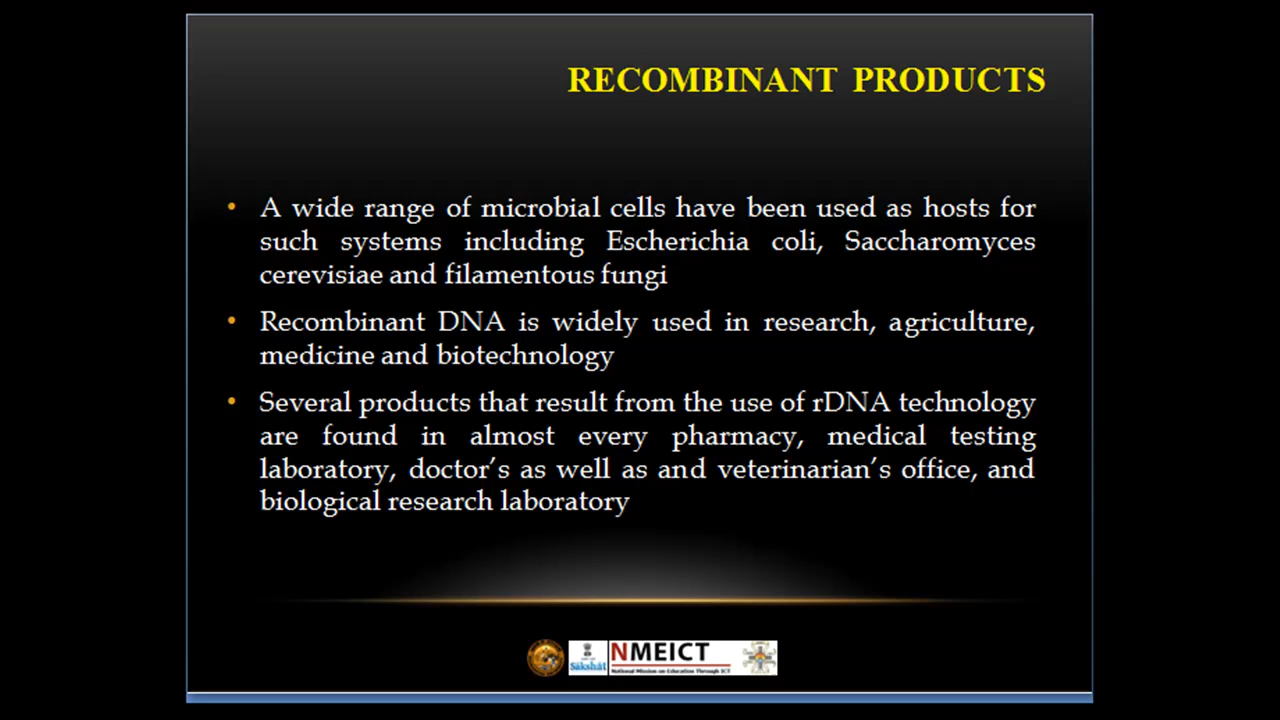 RECOMBINANT PRODUCTS
• A wide range of microbial cells have been used as hosts for
such systems including Escherichia coli, Saccharomyces
cerevisiae and filamentous fungi
• Recombinant DNA is widely used in research, agriculture,
medicine and biotechnology
• Several products that result from the use of rDNA technology
are found in almost every pharmacy, medical testing
laboratory, doctor’s as well as and veterinarian’s office, and
biological research laboratory
Sakshat
NMEICT
National Mission on Education Through ICT